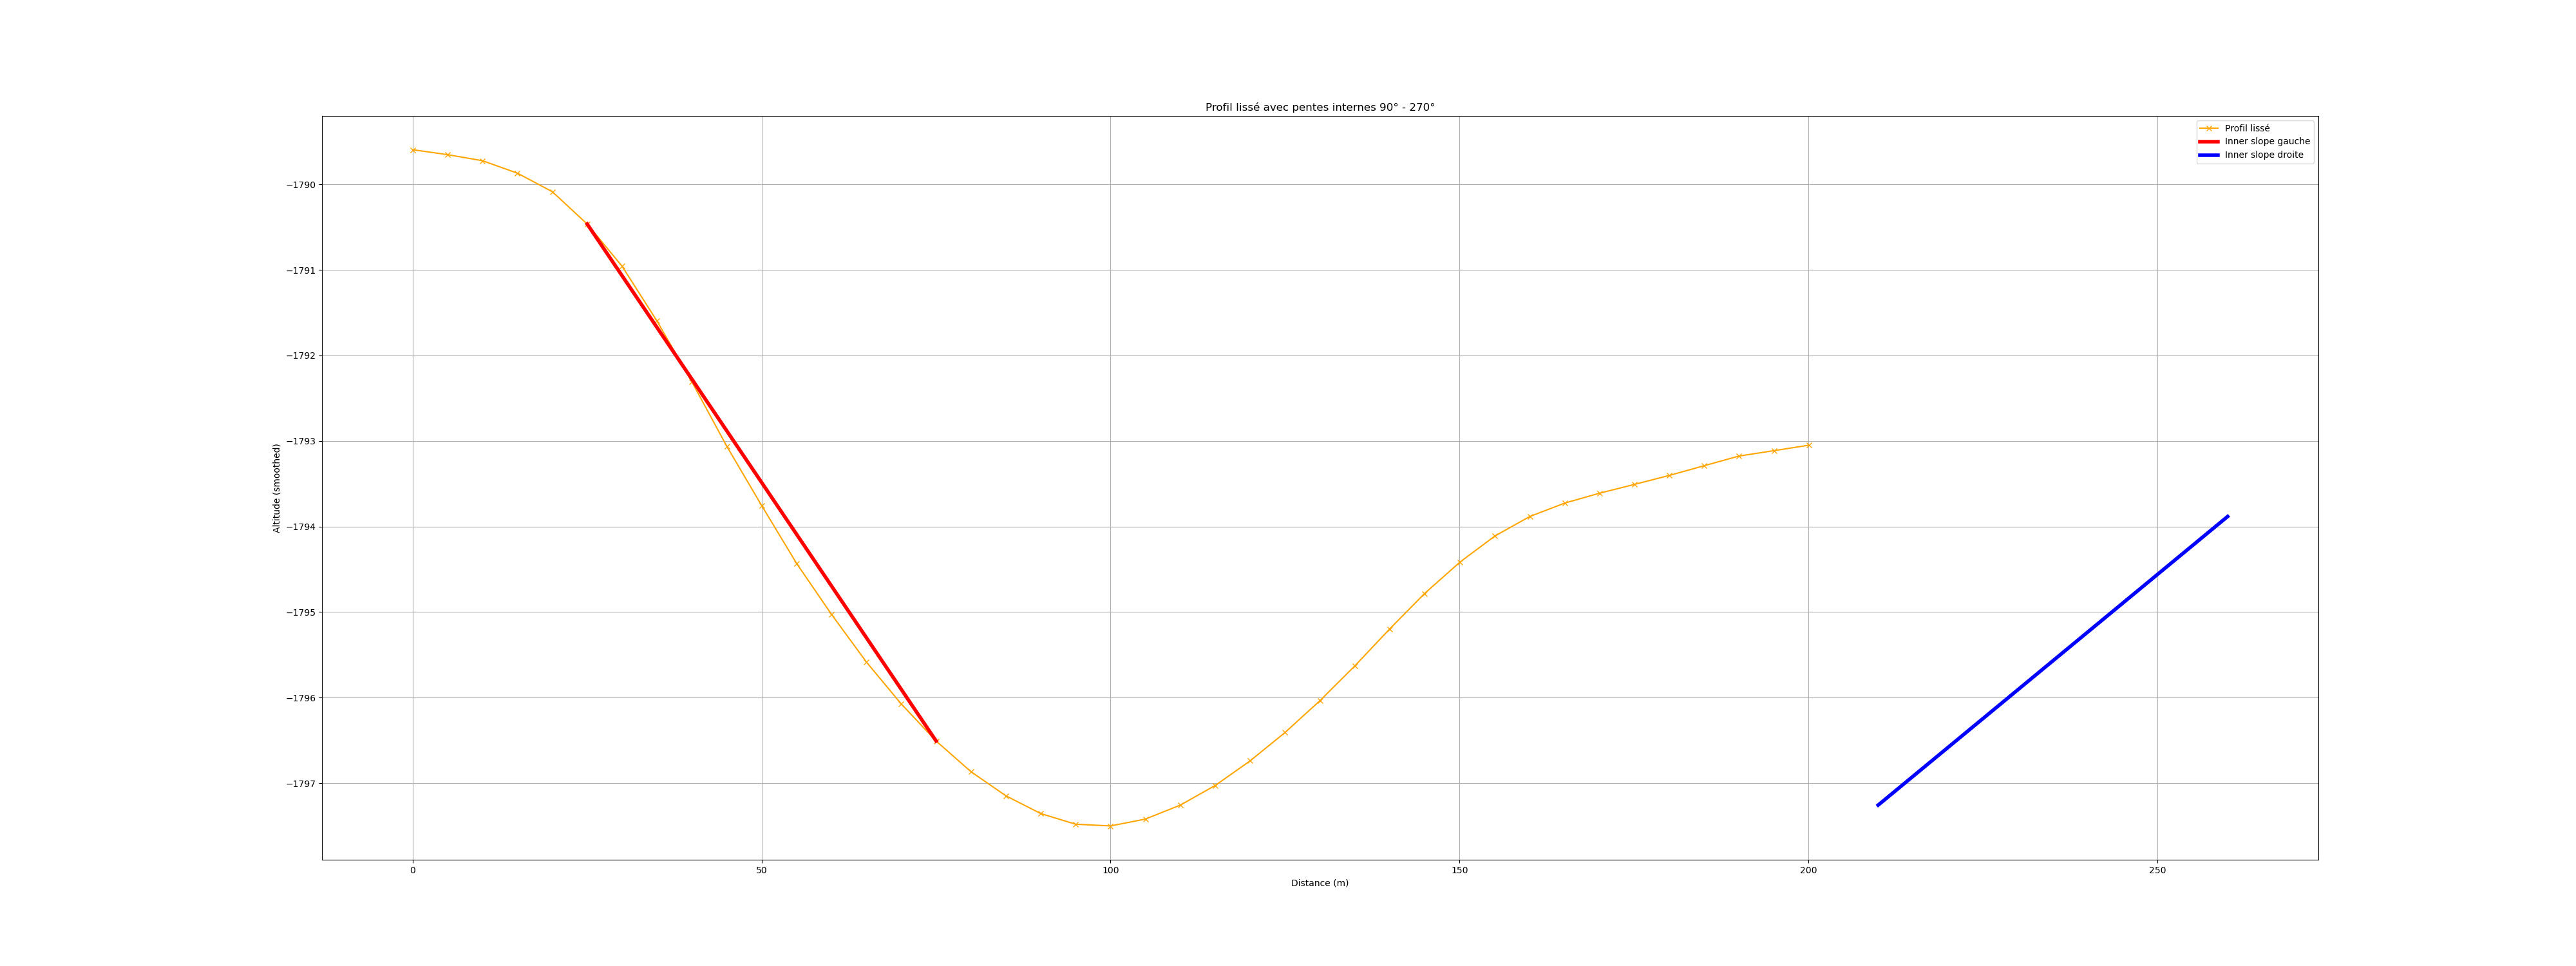 Profil lissé avec pentes internes 90° - 270°
Profil lissé
Inner slope gauche
Inner slope droite
−1790
−1791
−1792
−1793
−1794
−1795
−1796
−1797
Altitude (smoothed)
0 50 100 150 200 250
Distance (m)